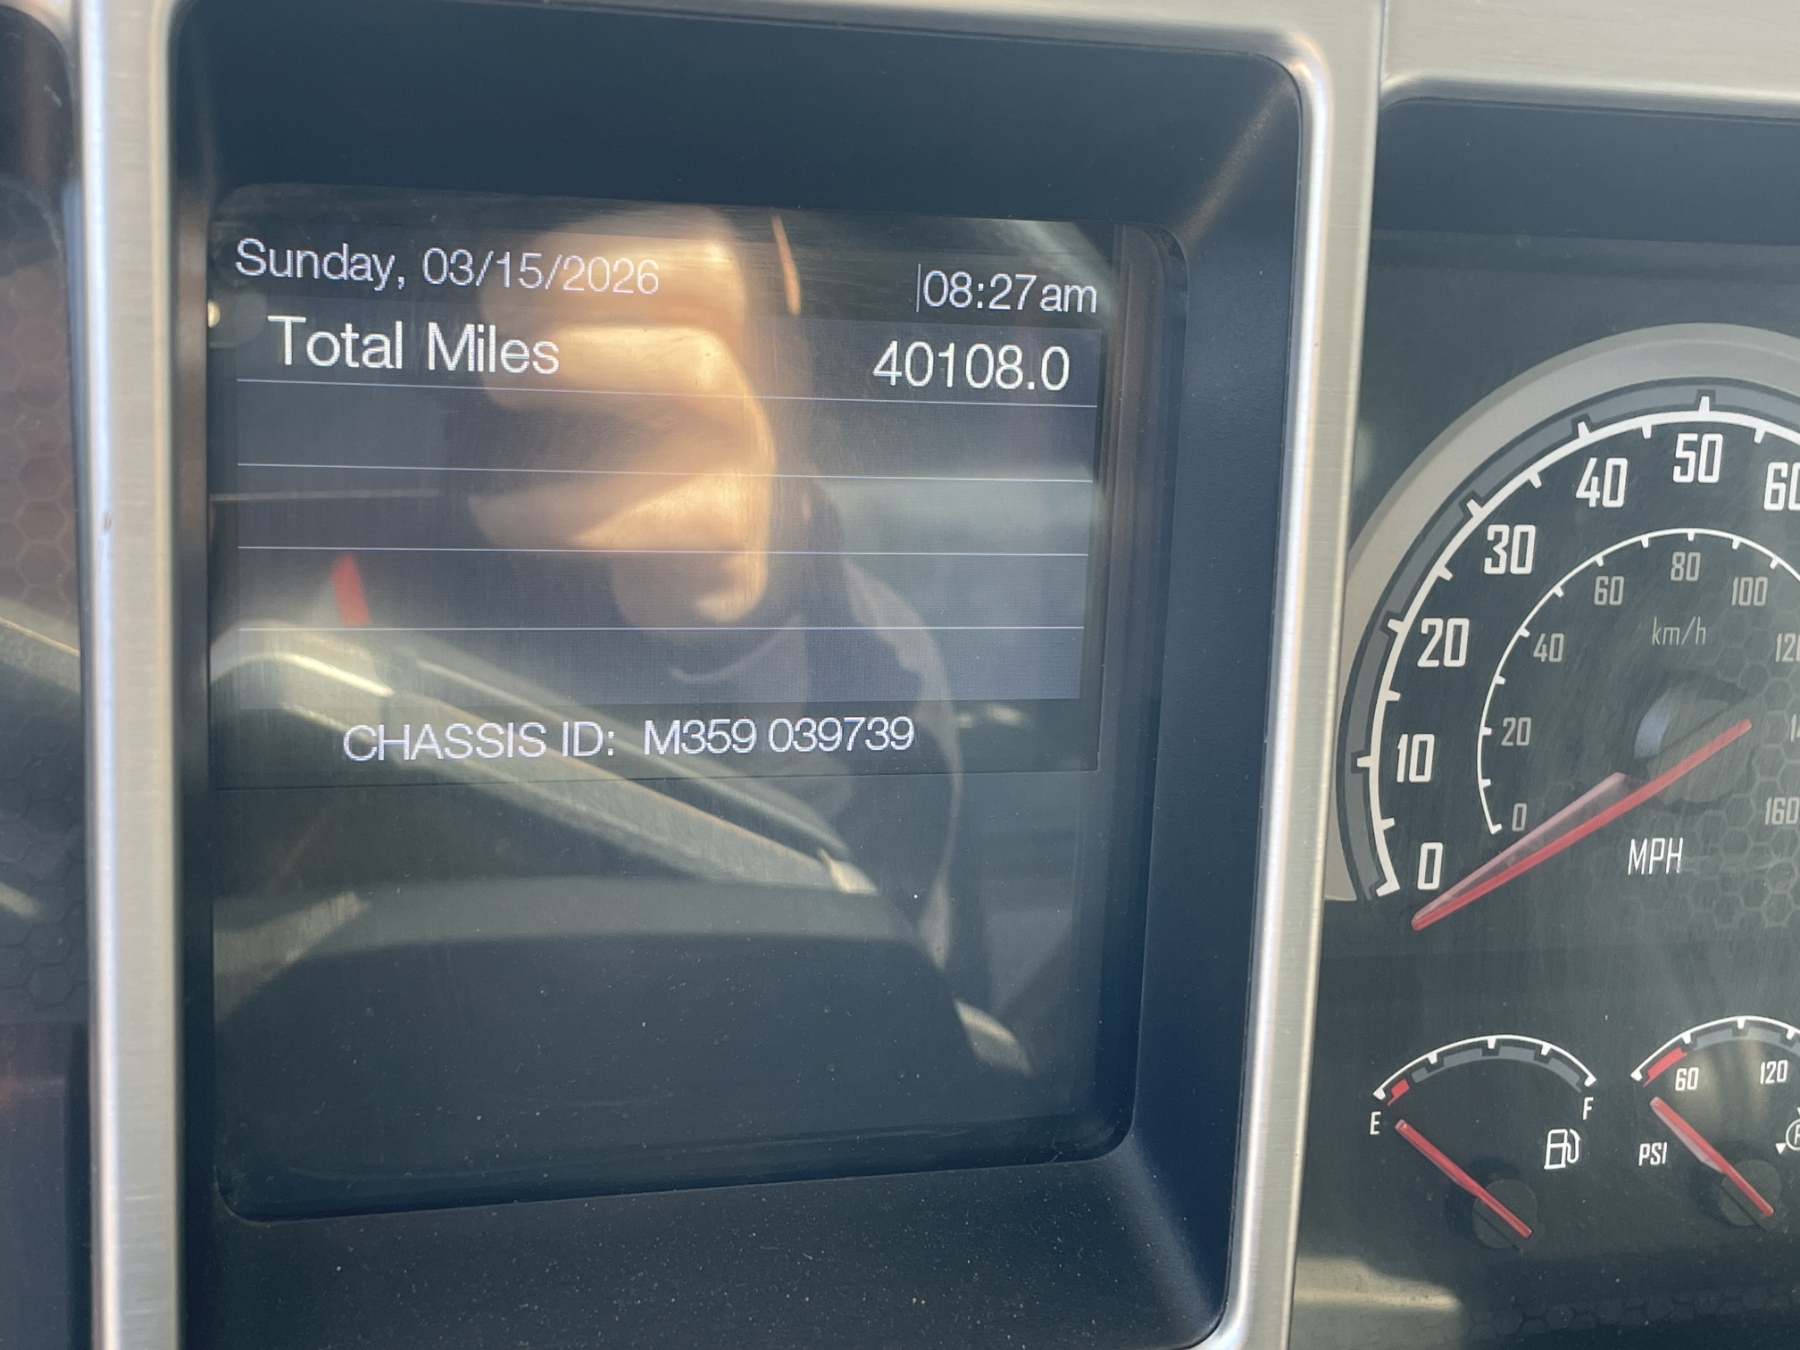 Sunday, 03/15/2026 08:27am
Total Miles 40108.0
CHASSIS ID: M359 039739
0 10 20 30 40 50 60
0 20 40 60 80 100
km/h
160
MPH
E F
60 120
PSI